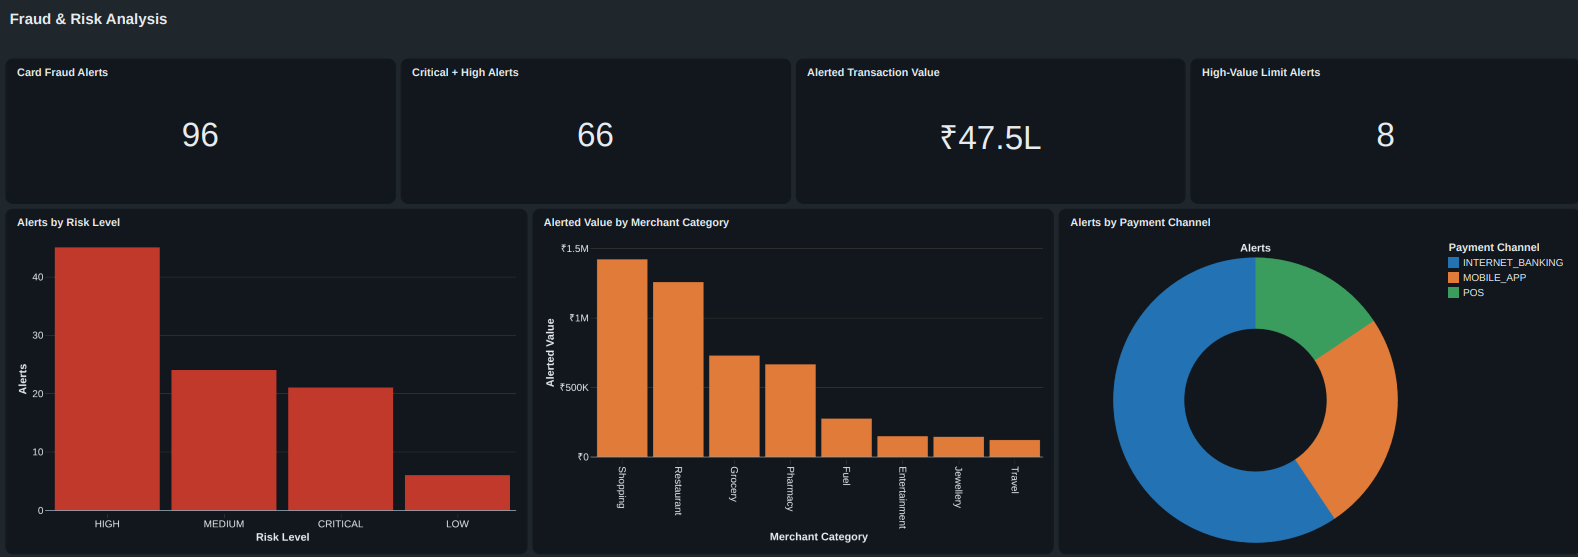 Fraud & Risk Analysis
Card Fraud Alerts
96
Critical + High Alerts
66
Alerted Transaction Value
₹47.5L
High-Value Limit Alerts
8
Alerts by Risk Level
Alerts
40
30
20
10
0
HIGH
MEDIUM
CRITICAL
LOW
Risk Level
Alerted Value by Merchant Category
Alerted Value
₹1.5M
₹1M
₹500K
₹0
Shopping
Restaurant
Grocery
Pharmacy
Fuel
Entertainment
Jewellery
Travel
Merchant Category
Alerts by Payment Channel
Alerts
Payment Channel
INTERNET_BANKING
MOBILE_APP
POS